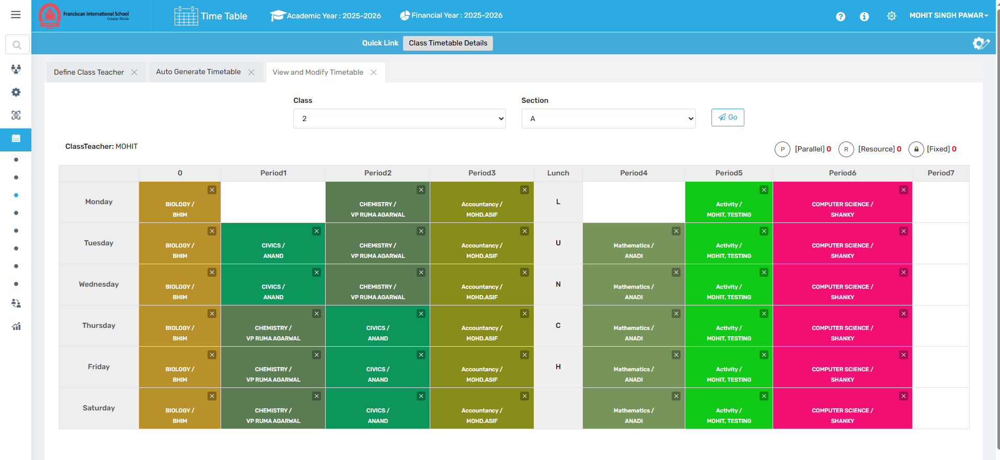 Franciscan International School
Greater Noida
Time Table
Academic Year : 2025-2026
Financial Year : 2025-2026
MOHIT SINGH PAWAR
Quick Link
Class Timetable Details
Define Class Teacher
Auto Generate Timetable
View and Modify Timetable
Class
Section
2
A
Go
ClassTeacher: MOHIT
P [Parallel] 0
R [Resource] 0
[Fixed] 0
0 Period1 Period2 Period3 Lunch Period4 Period5 Period6 Period7
Monday
BIOLOGY /
BHIM
CHEMISTRY /
VP RUMA AGARWAL
Accountancy /
MOHD.ASIF
L
Activity /
MOHIT, TESTING
COMPUTER SCIENCE /
SHANKY
Tuesday
BIOLOGY /
BHIM
CIVICS /
ANAND
CHEMISTRY /
VP RUMA AGARWAL
Accountancy /
MOHD.ASIF
U
Mathematics /
ANADI
Activity /
MOHIT, TESTING
COMPUTER SCIENCE /
SHANKY
Wednesday
BIOLOGY /
BHIM
CIVICS /
ANAND
CHEMISTRY /
VP RUMA AGARWAL
Accountancy /
MOHD.ASIF
N
Mathematics /
ANADI
Activity /
MOHIT, TESTING
COMPUTER SCIENCE /
SHANKY
Thursday
BIOLOGY /
BHIM
CHEMISTRY /
VP RUMA AGARWAL
CIVICS /
ANAND
Accountancy /
MOHD.ASIF
C
Mathematics /
ANADI
Activity /
MOHIT, TESTING
COMPUTER SCIENCE /
SHANKY
Friday
BIOLOGY /
BHIM
CHEMISTRY /
VP RUMA AGARWAL
CIVICS /
ANAND
Accountancy /
MOHD.ASIF
H
Mathematics /
ANADI
Activity /
MOHIT, TESTING
COMPUTER SCIENCE /
SHANKY
Saturday
BIOLOGY /
BHIM
CHEMISTRY /
VP RUMA AGARWAL
CIVICS /
ANAND
Accountancy /
MOHD.ASIF
Mathematics /
ANADI
Activity /
MOHIT, TESTING
COMPUTER SCIENCE /
SHANKY